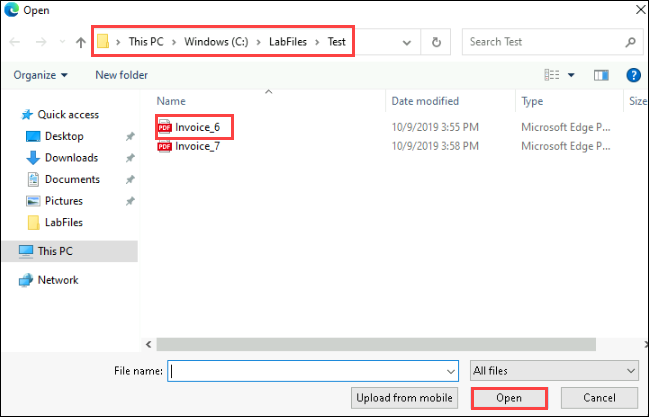 Open
This PC > Windows (C:) > LabFiles > Test
Search Test
Organize
New folder
Name
Date modified
Type
Size
Quick access
PDF Invoice_6 10/9/2019 3:55 PM Microsoft Edge P...
Desktop
PDF Invoice_7 10/9/2019 3:58 PM Microsoft Edge P...
Downloads
Documents
Pictures
LabFiles
This PC
Network
File name:
All files
Upload from mobile
Open
Cancel